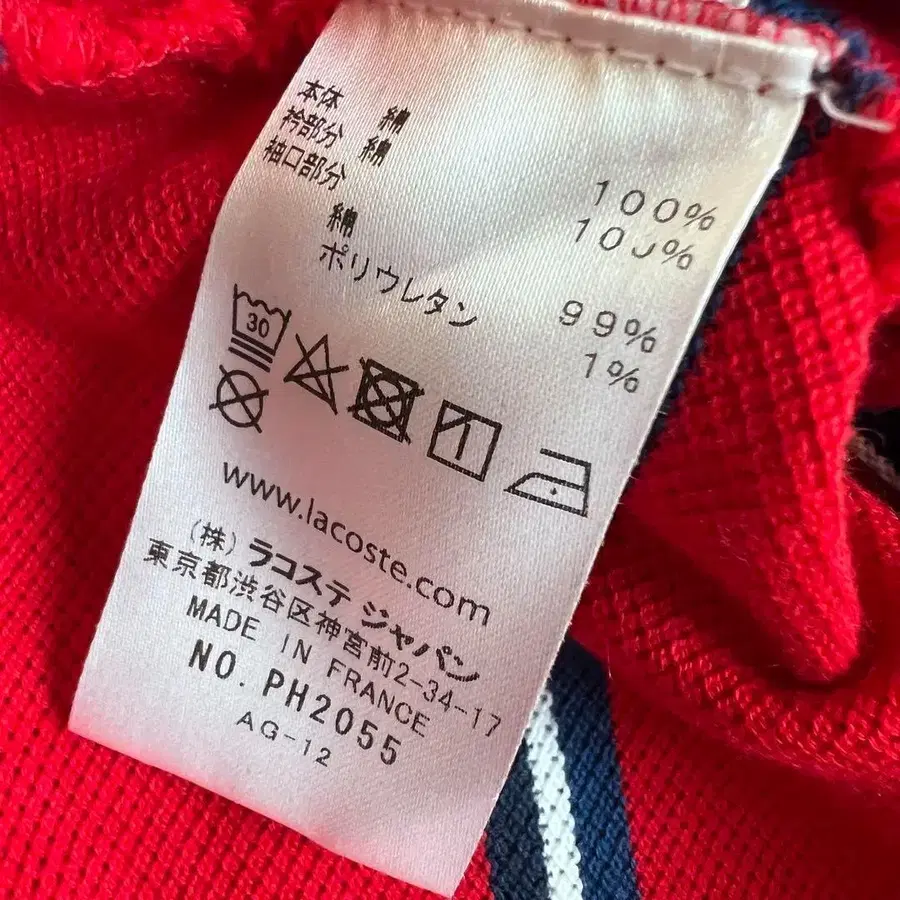 本体 綿 100%
衿部分 綿 100%
袖口部分
綿 99%
ポリウレタン 1%
30
www.lacoste.com
(株) ラコステ ジャパン
東京都渋谷区神宮前2-34-17
MADE IN FRANCE
NO. PH2055
AG-12